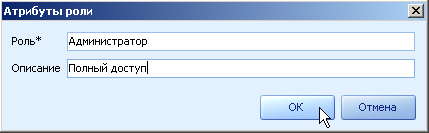 Атрибуты роли
Роль* Администратор
Описание Полный доступ
ОК Отмена